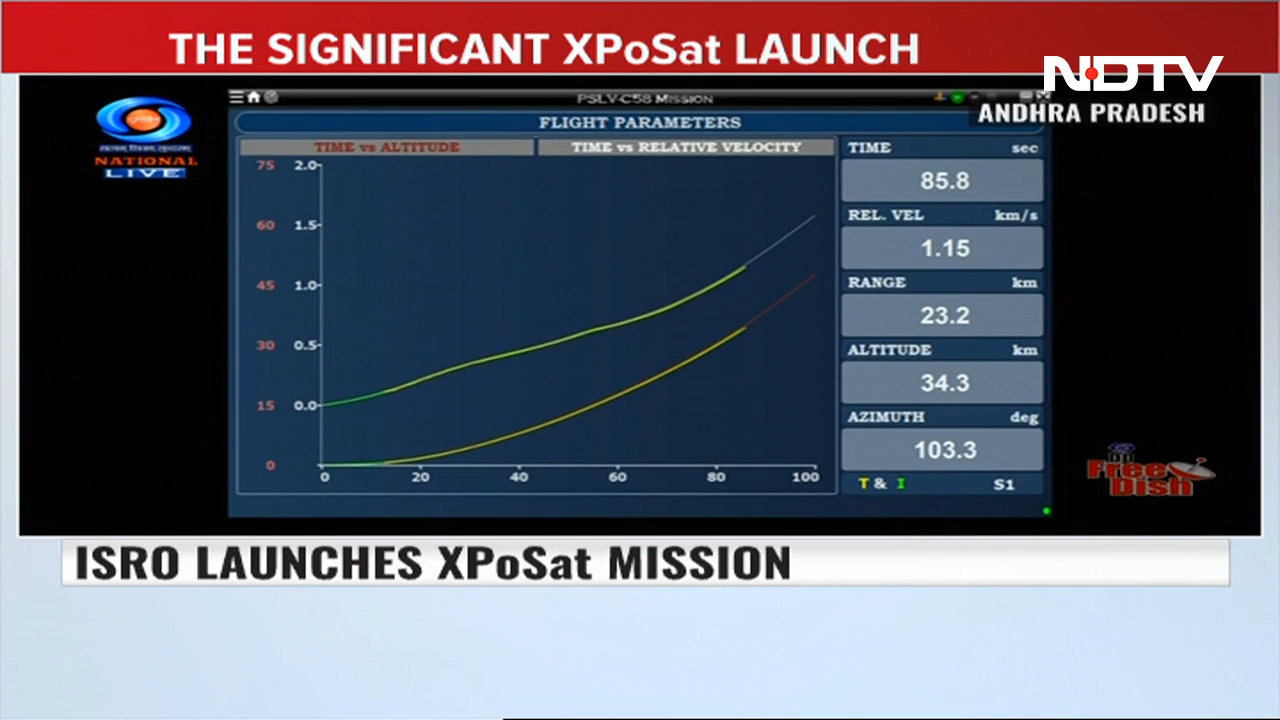 THE SIGNIFICANT XPoSat LAUNCH
NDTV
ANDHRA PRADESH
NATIONAL
LIVE
PSLV-C58 MISSION
FLIGHT PARAMETERS
TIME vs ALTITUDE
TIME vs RELATIVE VELOCITY
75 2.0
60 1.5
45 1.0
30 0.5
15 0.0
0
0 20 40 60 80 100
TIME sec
85.8
REL. VEL km/s
1.15
RANGE km
23.2
ALTITUDE km
34.3
AZIMUTH deg
103.3
T & I S1
Free
Dish
ISRO LAUNCHES XPoSat MISSION